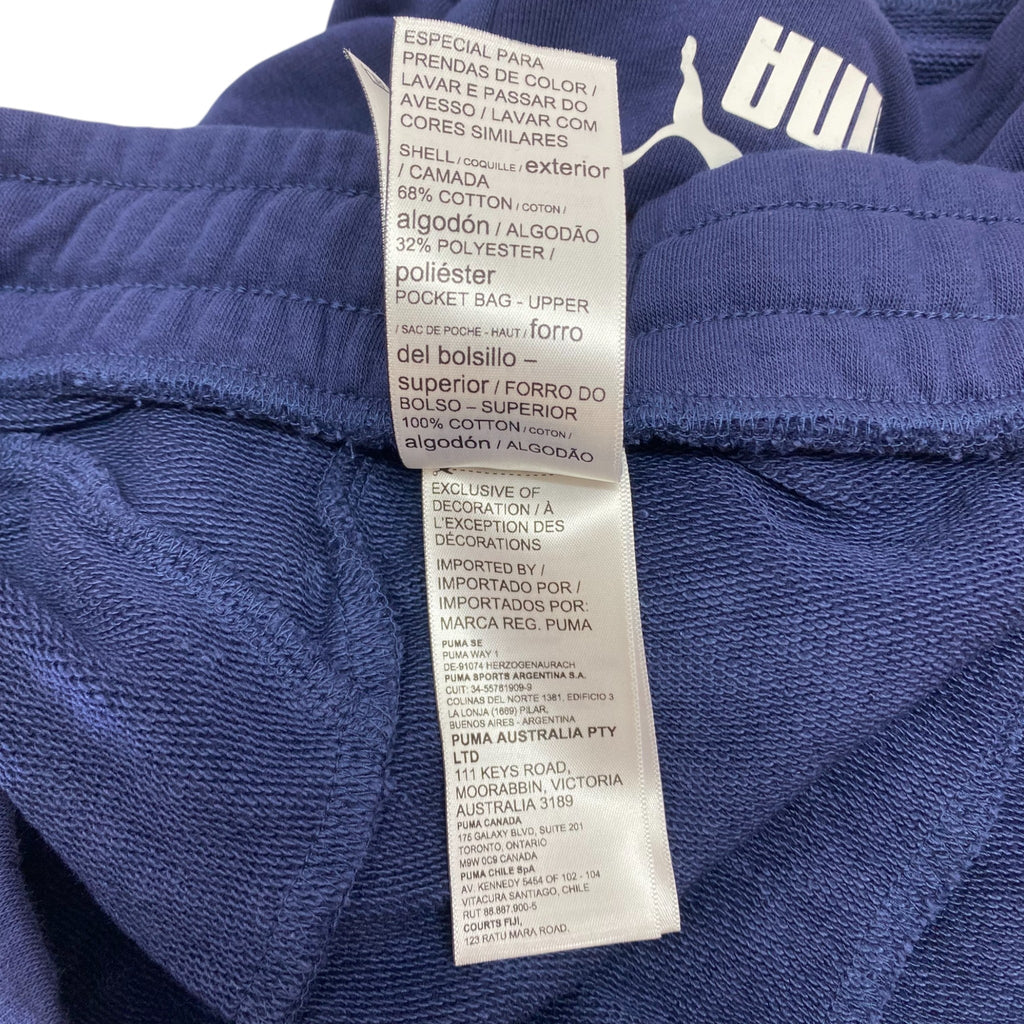 ESPECIAL PARA
PRENDAS DE COLOR /
LAVAR E PASSAR DO
AVESSO / LAVAR COM
CORES SIMILARES
SHELL / COQUILLE / exterior
/ CAMADA
68% COTTON / COTON /
algodón / ALGODÃO
32% POLYESTER /
poliéster
POCKET BAG - UPPER
/ SAC DE POCHE - HAUT / forro
del bolsillo –
superior / FORRO DO
BOLSO – SUPERIOR
100% COTTON / COTON /
algodón / ALGODÃO
EXCLUSIVE OF
DECORATION / À
L'EXCEPTION DES
DÉCORATIONS
IMPORTED BY /
IMPORTADO POR /
IMPORTADOS POR:
MARCA REG. PUMA
PUMA SE
PUMA WAY 1
DE-91074 HERZOGENAURACH
PUMA SPORTS ARGENTINA S.A.
CUIT: 34-55781909-9
COLINAS DEL NORTE 1381, EDIFICIO 3
LA LONJA (1669) PILAR,
BUENOS AIRES - ARGENTINA
PUMA AUSTRALIA PTY
LTD
111 KEYS ROAD,
MOORABBIN, VICTORIA
AUSTRALIA 3189
PUMA CANADA
175 GALAXY BLVD, SUITE 201
TORONTO, ONTARIO
M9W 0C9 CANADA
PUMA CHILE SpA
AV. KENNEDY 5454 OF 102 - 104
VITACURA SANTIAGO, CHILE
RUT 88.867.900-5
COURTS FIJI,
123 RATU MARA ROAD,